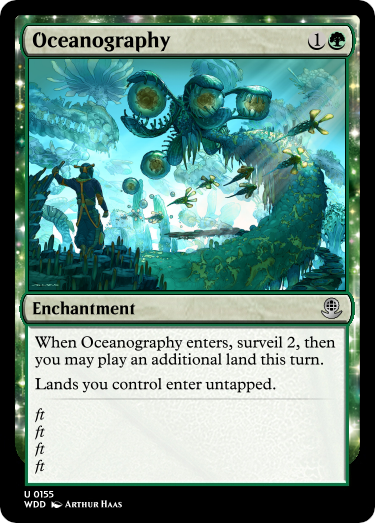 Oceanography 1
Enchantment
When Oceanography enters, surveil 2, then
you may play an additional land this turn.
Lands you control enter untapped.
ft
ft
ft
ft
U 0155
WDD Arthur Haas